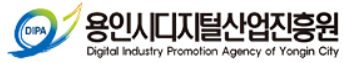 DIPA
용인시디지털산업진흥원
Digital Industry Promotion Agency of Yongin City